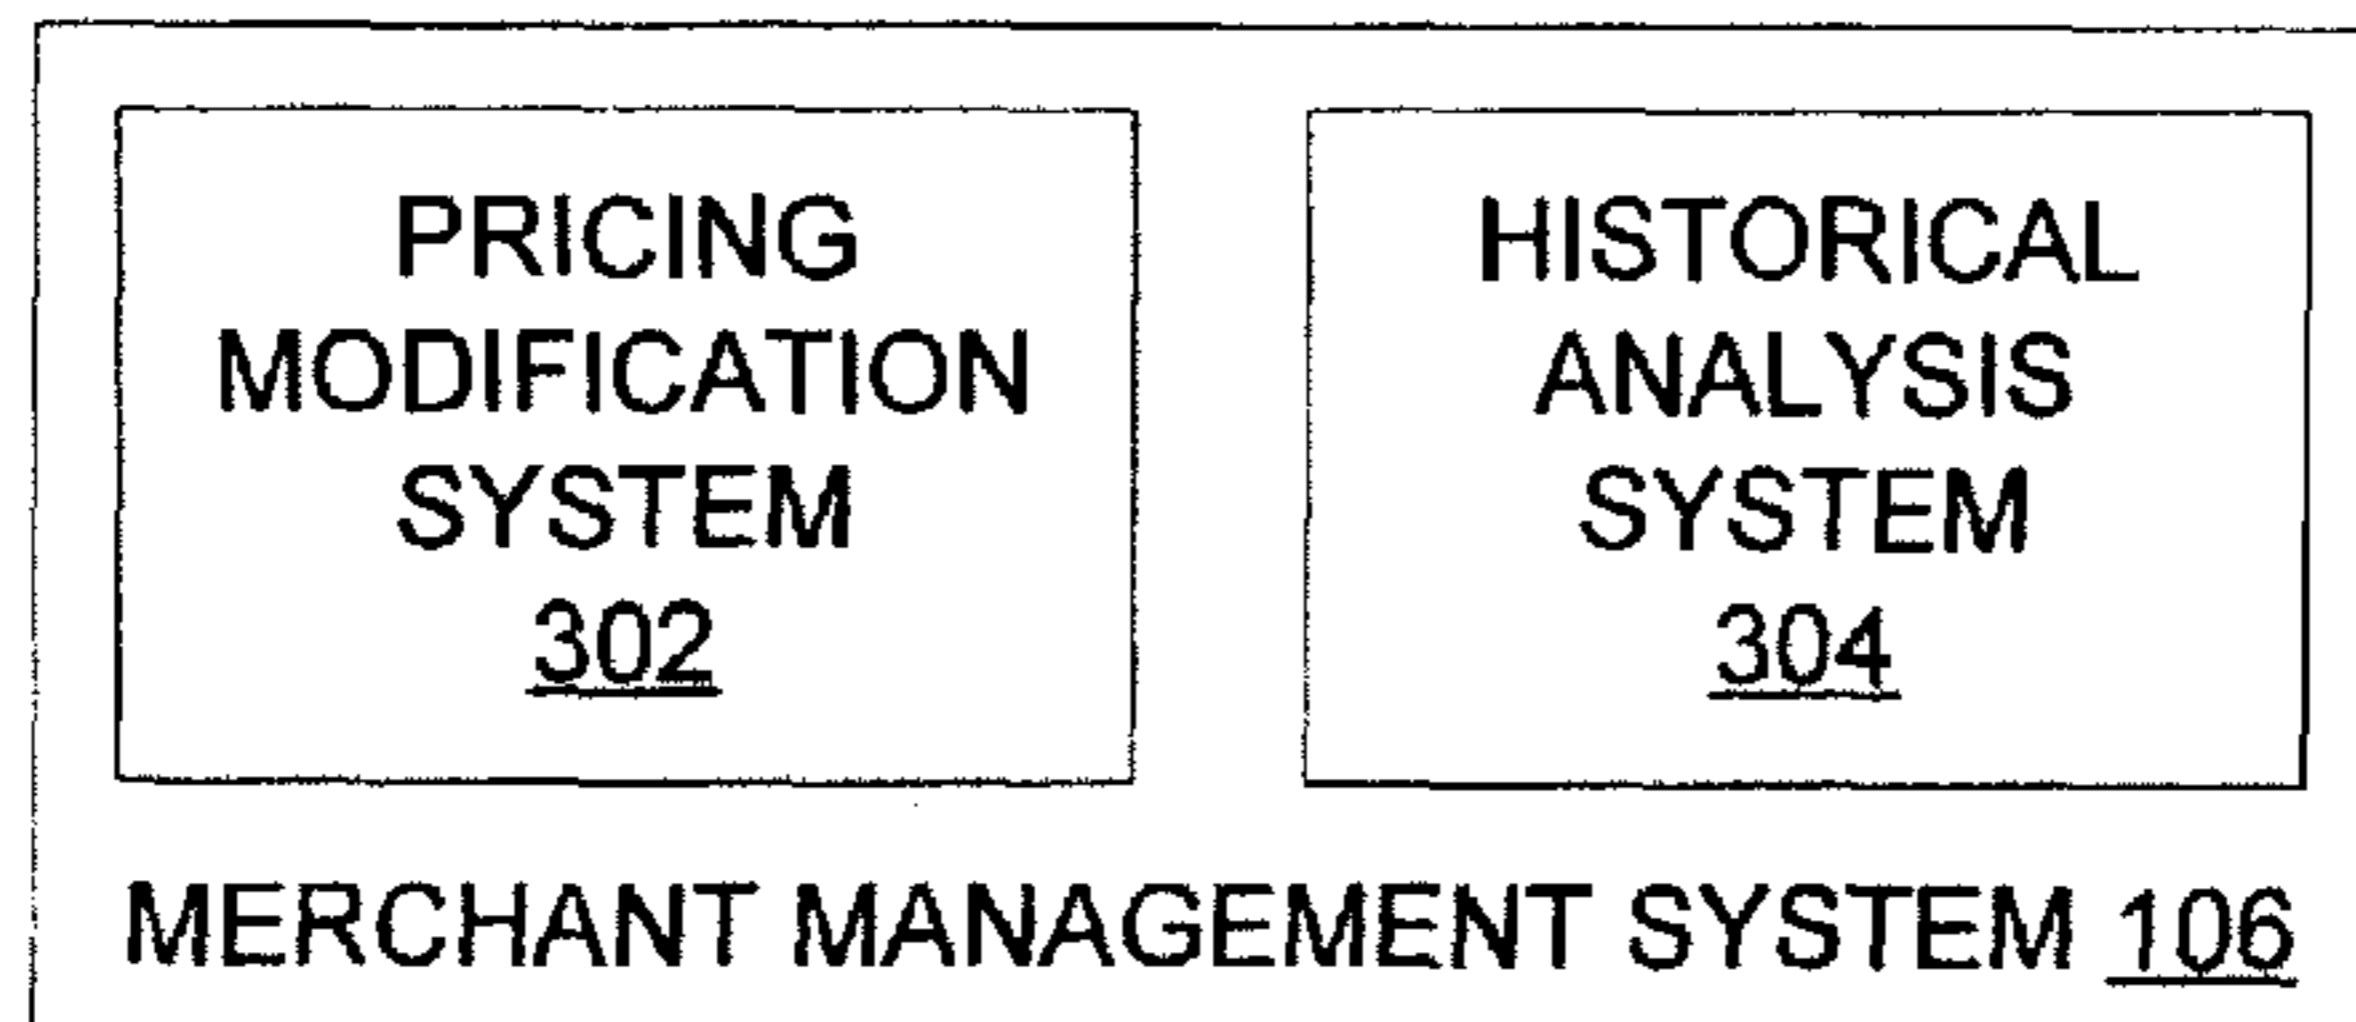 PRICING
MODIFICATION
SYSTEM
302
HISTORICAL
ANALYSIS
SYSTEM
304
MERCHANT MANAGEMENT SYSTEM 106